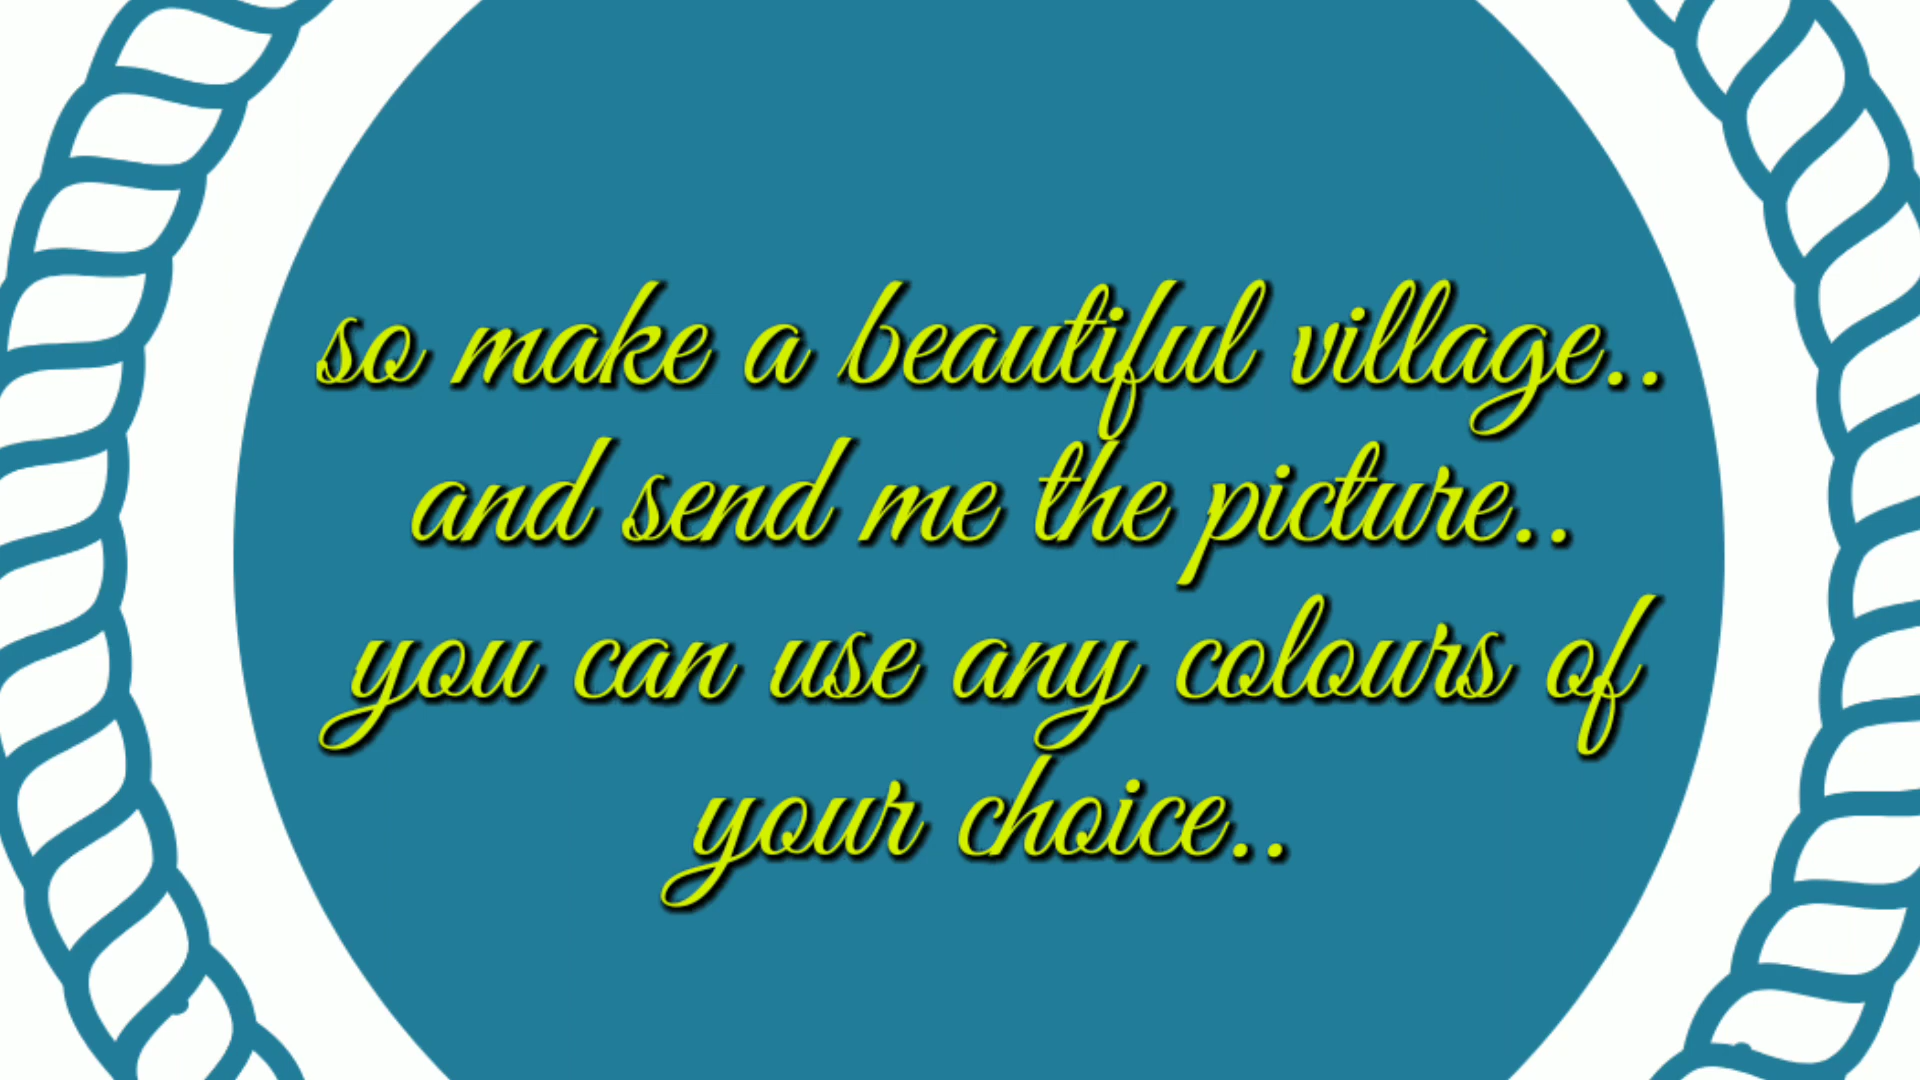 so make a beautiful village..
and send me the picture..
you can use any colours of
your choice..